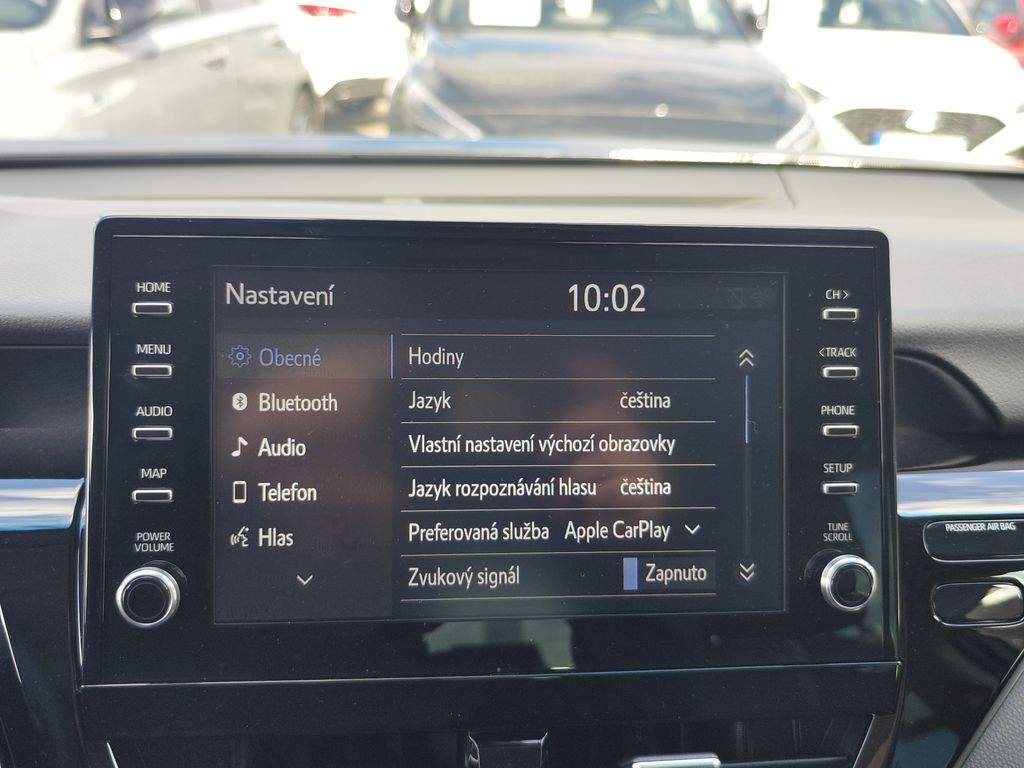 HOME
MENU
AUDIO
MAP
POWER
VOLUME
Nastavení
10:02
Obecné
Bluetooth
Audio
Telefon
Hlas
Hodiny
Jazyk čeština
Vlastní nastavení výchozí obrazovky
Jazyk rozpoznávání hlasu čeština
Preferovaná služba Apple CarPlay
Zvukový signál Zapnuto
CH>
<TRACK
PHONE
SETUP
TUNE
SCROLL
PASSENGER AIR BAG